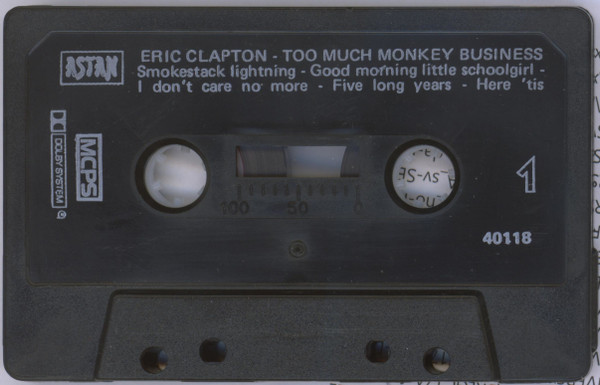 ASTAN
ERIC CLAPTON - TOO MUCH MONKEY BUSINESS
Smokestack lightning - Good morning little schoolgirl -
I don't care no more - Five long years - Here 'tis
DOLBY SYSTEM
MCPS
1
100 50 0
40118